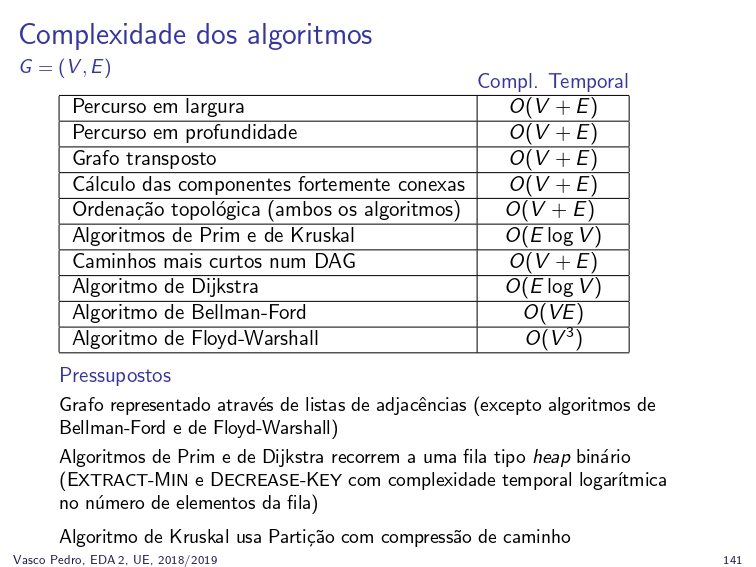 Complexidade dos algoritmos
G = (V, E)
Compl. Temporal
Percurso em largura O(V + E)
Percurso em profundidade O(V + E)
Grafo transposto O(V + E)
Cálculo das componentes fortemente conexas O(V + E)
Ordenação topológica (ambos os algoritmos) O(V + E)
Algoritmos de Prim e de Kruskal O(E log V)
Caminhos mais curtos num DAG O(V + E)
Algoritmo de Dijkstra O(E log V)
Algoritmo de Bellman-Ford O(VE)
Algoritmo de Floyd-Warshall O(V³)
Pressupostos
Grafo representado através de listas de adjacências (excepto algoritmos de
Bellman-Ford e de Floyd-Warshall)
Algoritmos de Prim e de Dijkstra recorrem a uma fila tipo heap binário
(EXTRACT-MIN e DECREASE-KEY com complexidade temporal logarítmica
no número de elementos da fila)
Algoritmo de Kruskal usa Partição com compressão de caminho
Vasco Pedro, EDA 2, UE, 2018/2019 141